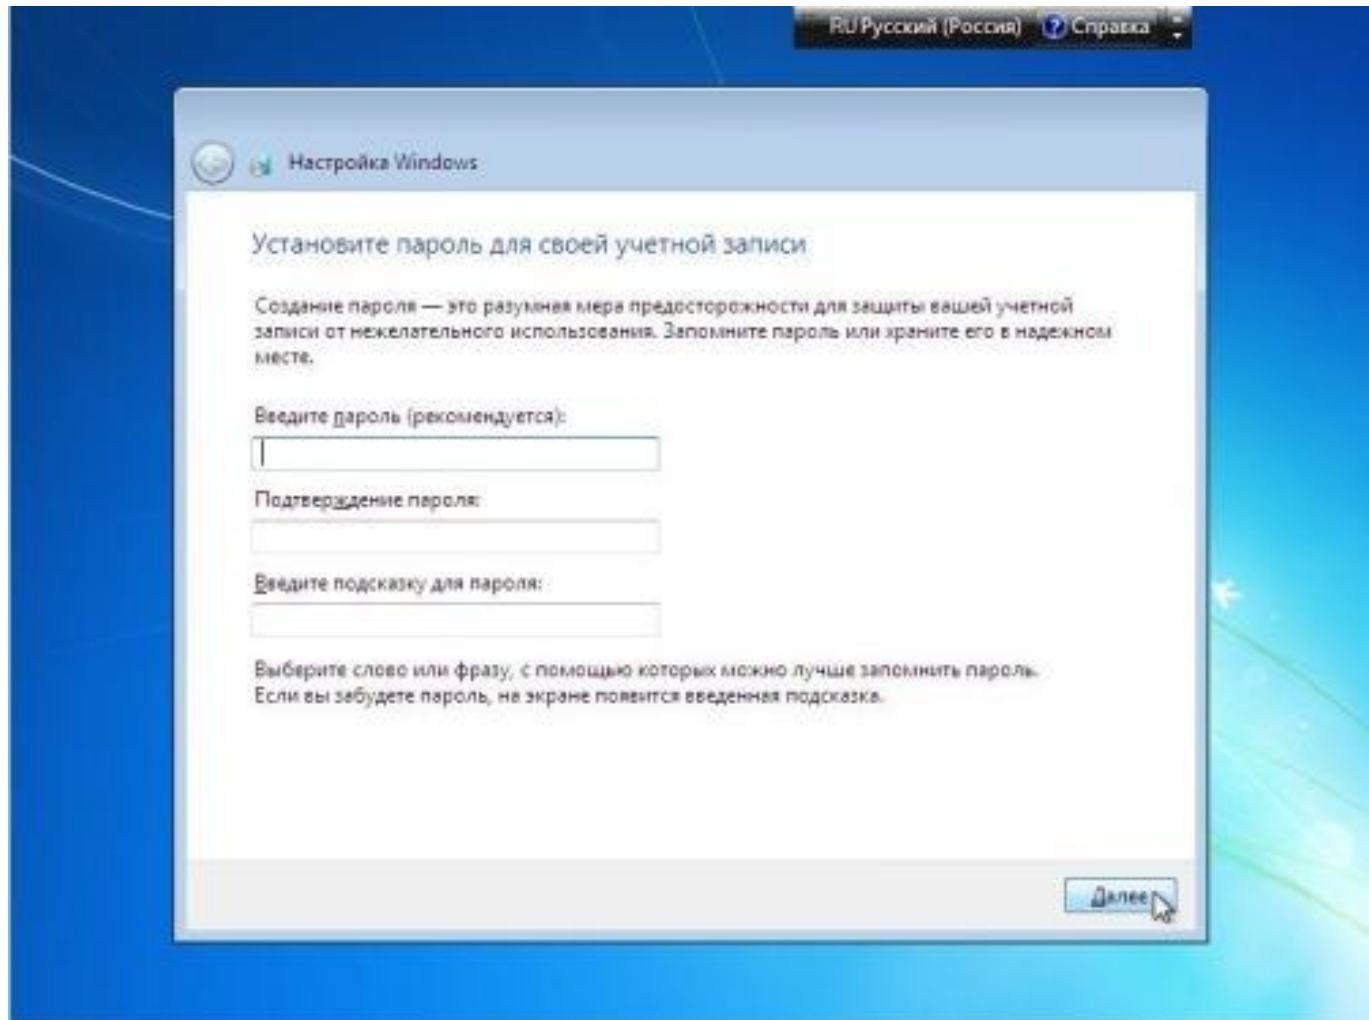 RU Русский (Россия) Справка
Настройка Windows
Установите пароль для своей учетной записи
Создание пароля — это разумная мера предосторожности для защиты вашей учетной
записи от нежелательного использования. Запомните пароль или храните его в надежном
месте.
Введите пароль (рекомендуется):
Подтверждение пароля:
Введите подсказку для пароля:
Выберите слово или фразу, с помощью которых можно лучше запомнить пароль.
Если вы забудете пароль, на экране появится введенная подсказка.
Далее